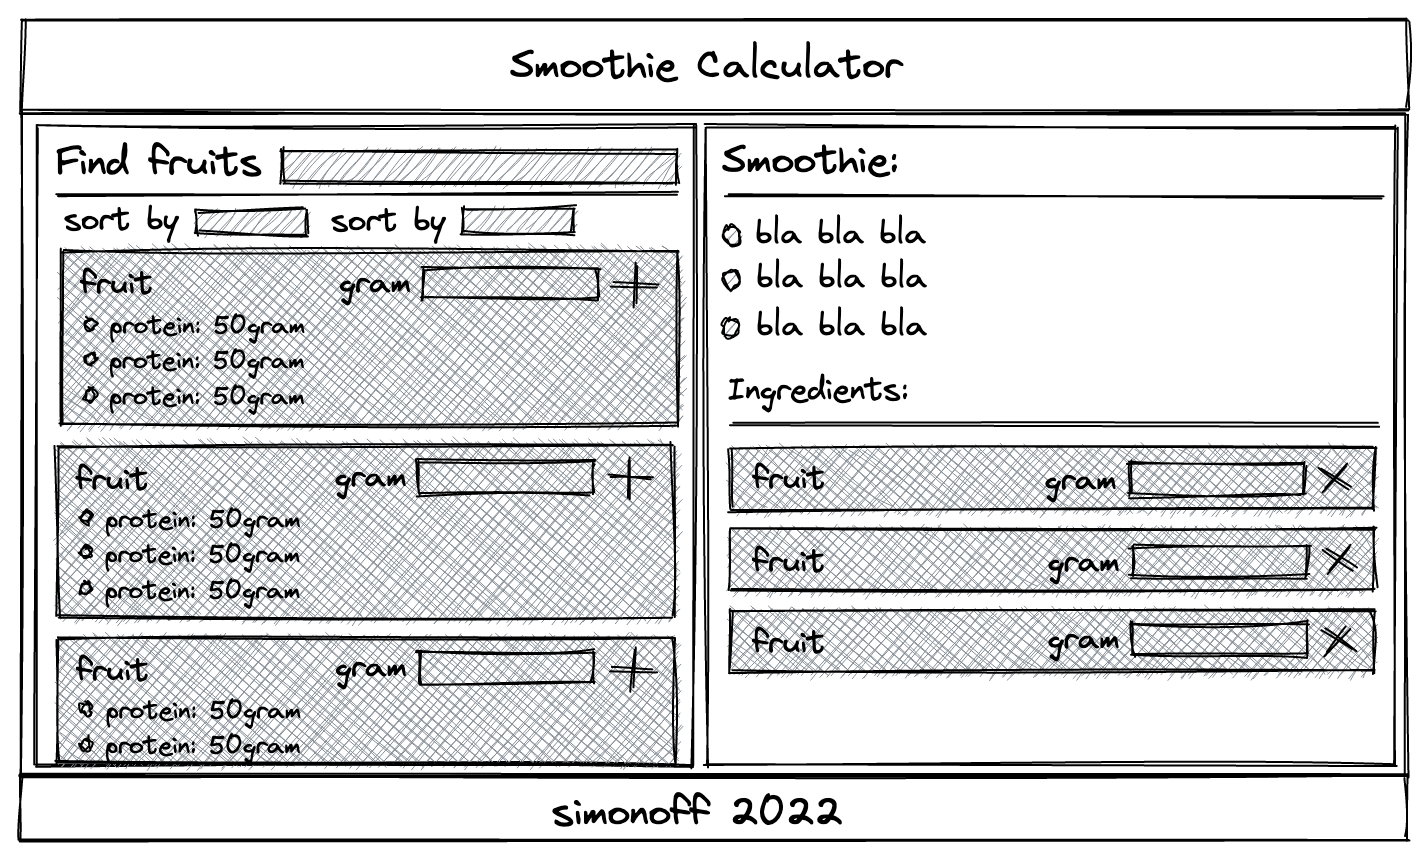 Smoothie Calculator
Find fruits
sort by sort by
fruit gram
protein: 50gram
protein: 50gram
protein: 50gram
fruit gram
protein: 50gram
protein: 50gram
protein: 50gram
fruit gram
protein: 50gram
protein: 50gram
Smoothie:
bla bla bla
bla bla bla
bla bla bla
Ingredients:
fruit gram
fruit gram
fruit gram
simonoff 2022